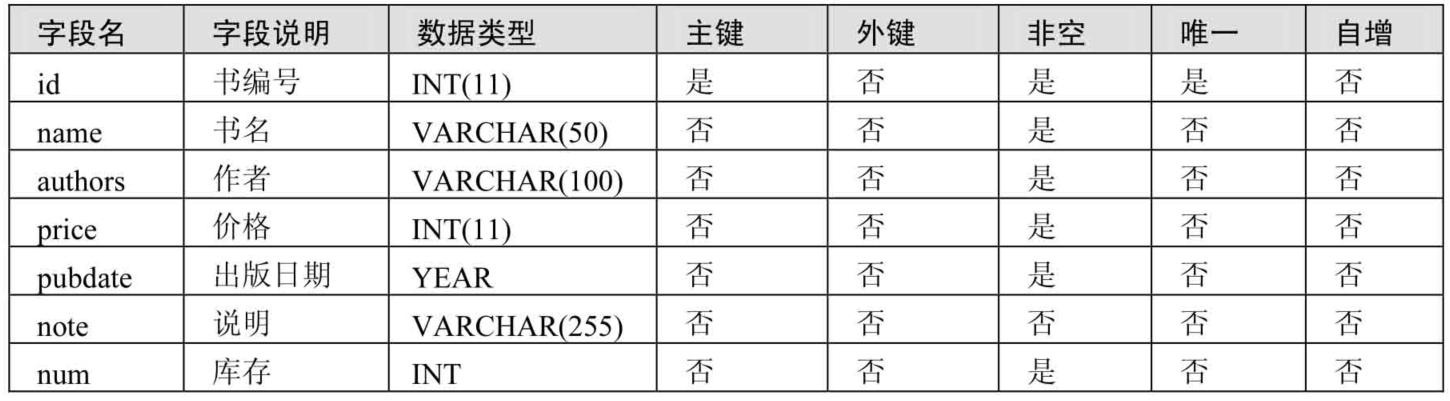 字段名 字段说明 数据类型 主键 外键 非空 唯一 自增
id 书编号 INT(11) 是 否 是 是 否
name 书名 VARCHAR(50) 否 否 是 否 否
authors 作者 VARCHAR(100) 否 否 是 否 否
price 价格 INT(11) 否 否 是 否 否
pubdate 出版日期 YEAR 否 否 是 否 否
note 说明 VARCHAR(255) 否 否 否 否 否
num 库存 INT 否 否 是 否 否